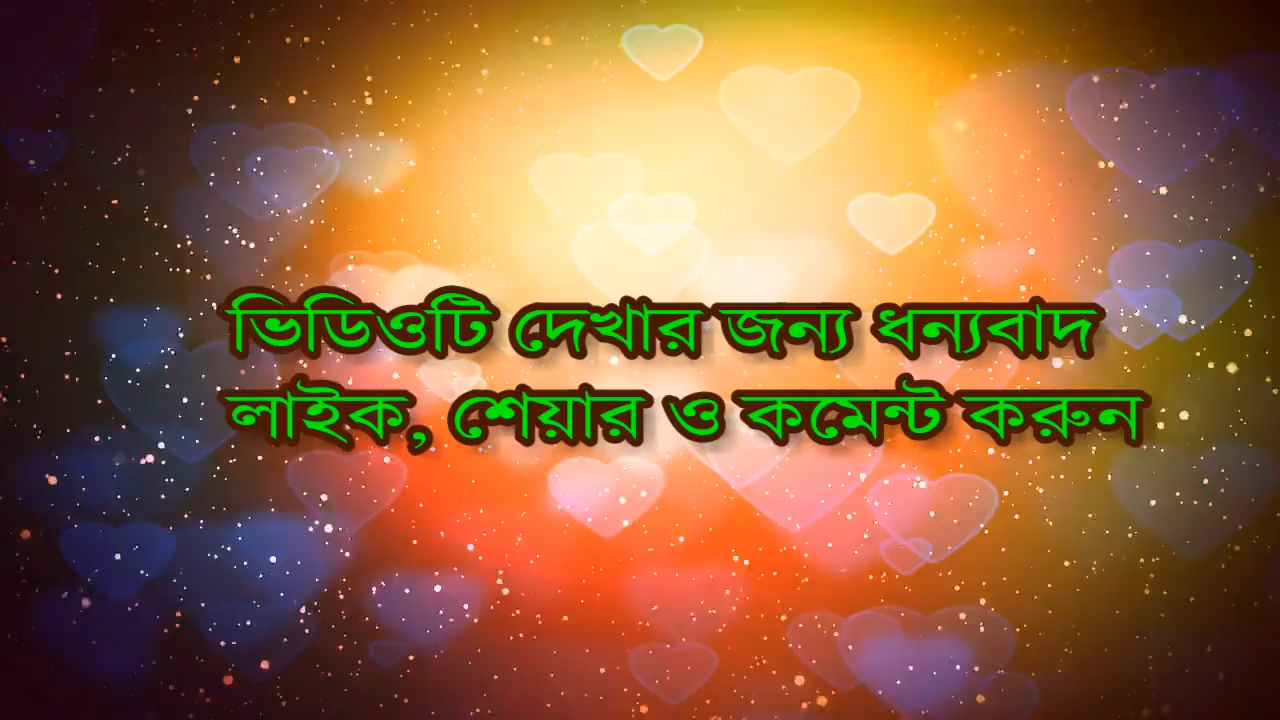 ভিডিওটি দেখার জন্য ধন্যবাদ
লাইক, শেয়ার ও কমেন্ট করুন